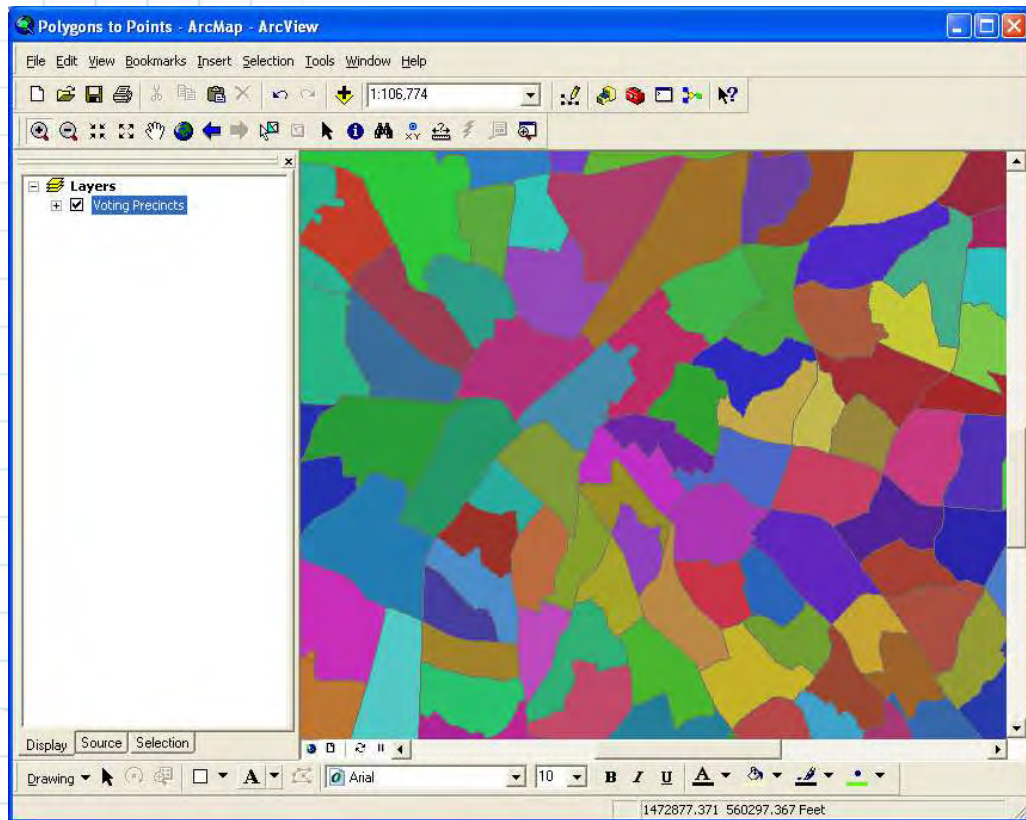 Polygons to Points - ArcMap - ArcView
File Edit View Bookmarks Insert Selection Tools Window Help
1:106,774
XY
Layers
Voting Precincts
Display Source Selection
Drawing A Arial 10 B I U A
1472877.371 560297.367 Feet